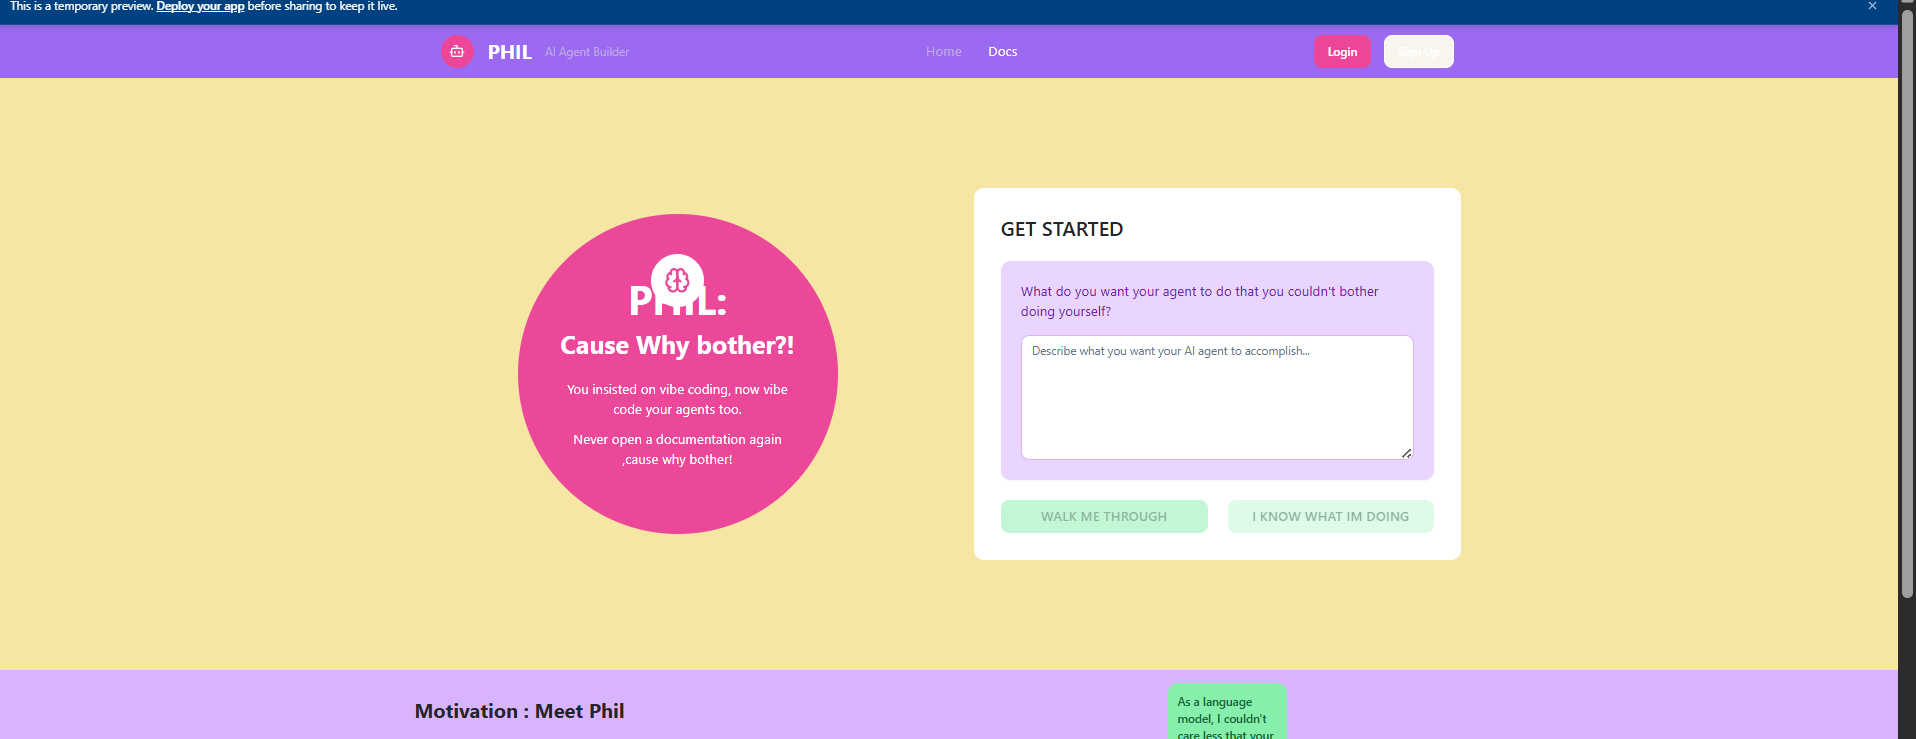 This is a temporary preview. Deploy your app before sharing to keep it live.
PHIL AI Agent Builder
Home Docs
Login Sign Up
PHIL:
Cause Why bother?!
You insisted on vibe coding, now vibe
code your agents too.
Never open a documentation again
,cause why bother!
GET STARTED
What do you want your agent to do that you couldn't bother
doing yourself?
Describe what you want your AI agent to accomplish...
WALK ME THROUGH
I KNOW WHAT IM DOING
Motivation : Meet Phil
As a language
model, I couldn't
care less that your